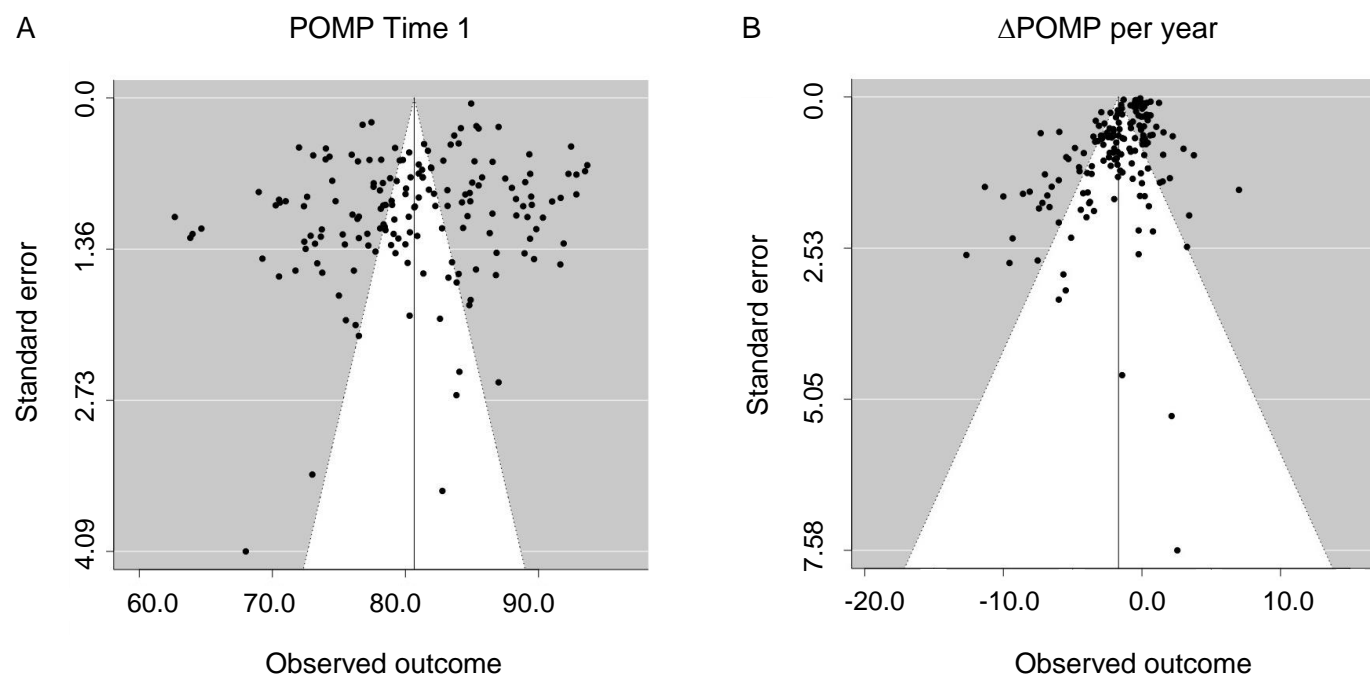 A
POMP Time 1
Standard error
0.0
1.36
2.73
4.09
60.0 70.0 80.0 90.0
Observed outcome
B
ΔPOMP per year
Standard error
0.0
2.53
5.05
7.58
-20.0 -10.0 0.0 10.0
Observed outcome